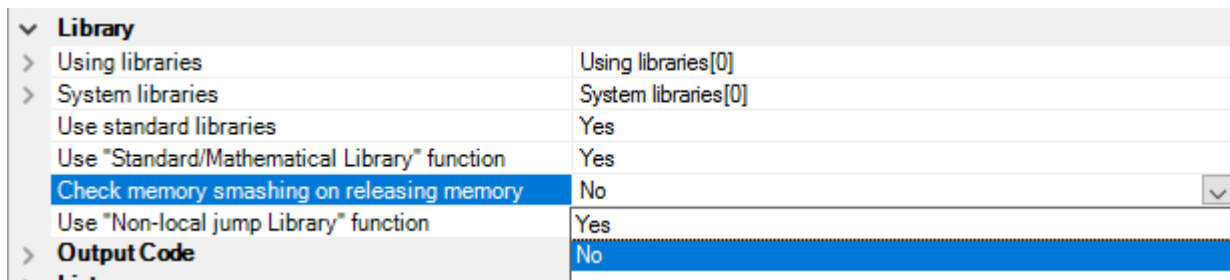 Library
Using libraries Using libraries[0]
System libraries System libraries[0]
Use standard libraries Yes
Use "Standard/Mathematical Library" function Yes
Check memory smashing on releasing memory No
Use "Non-local jump Library" function Yes
Output Code No